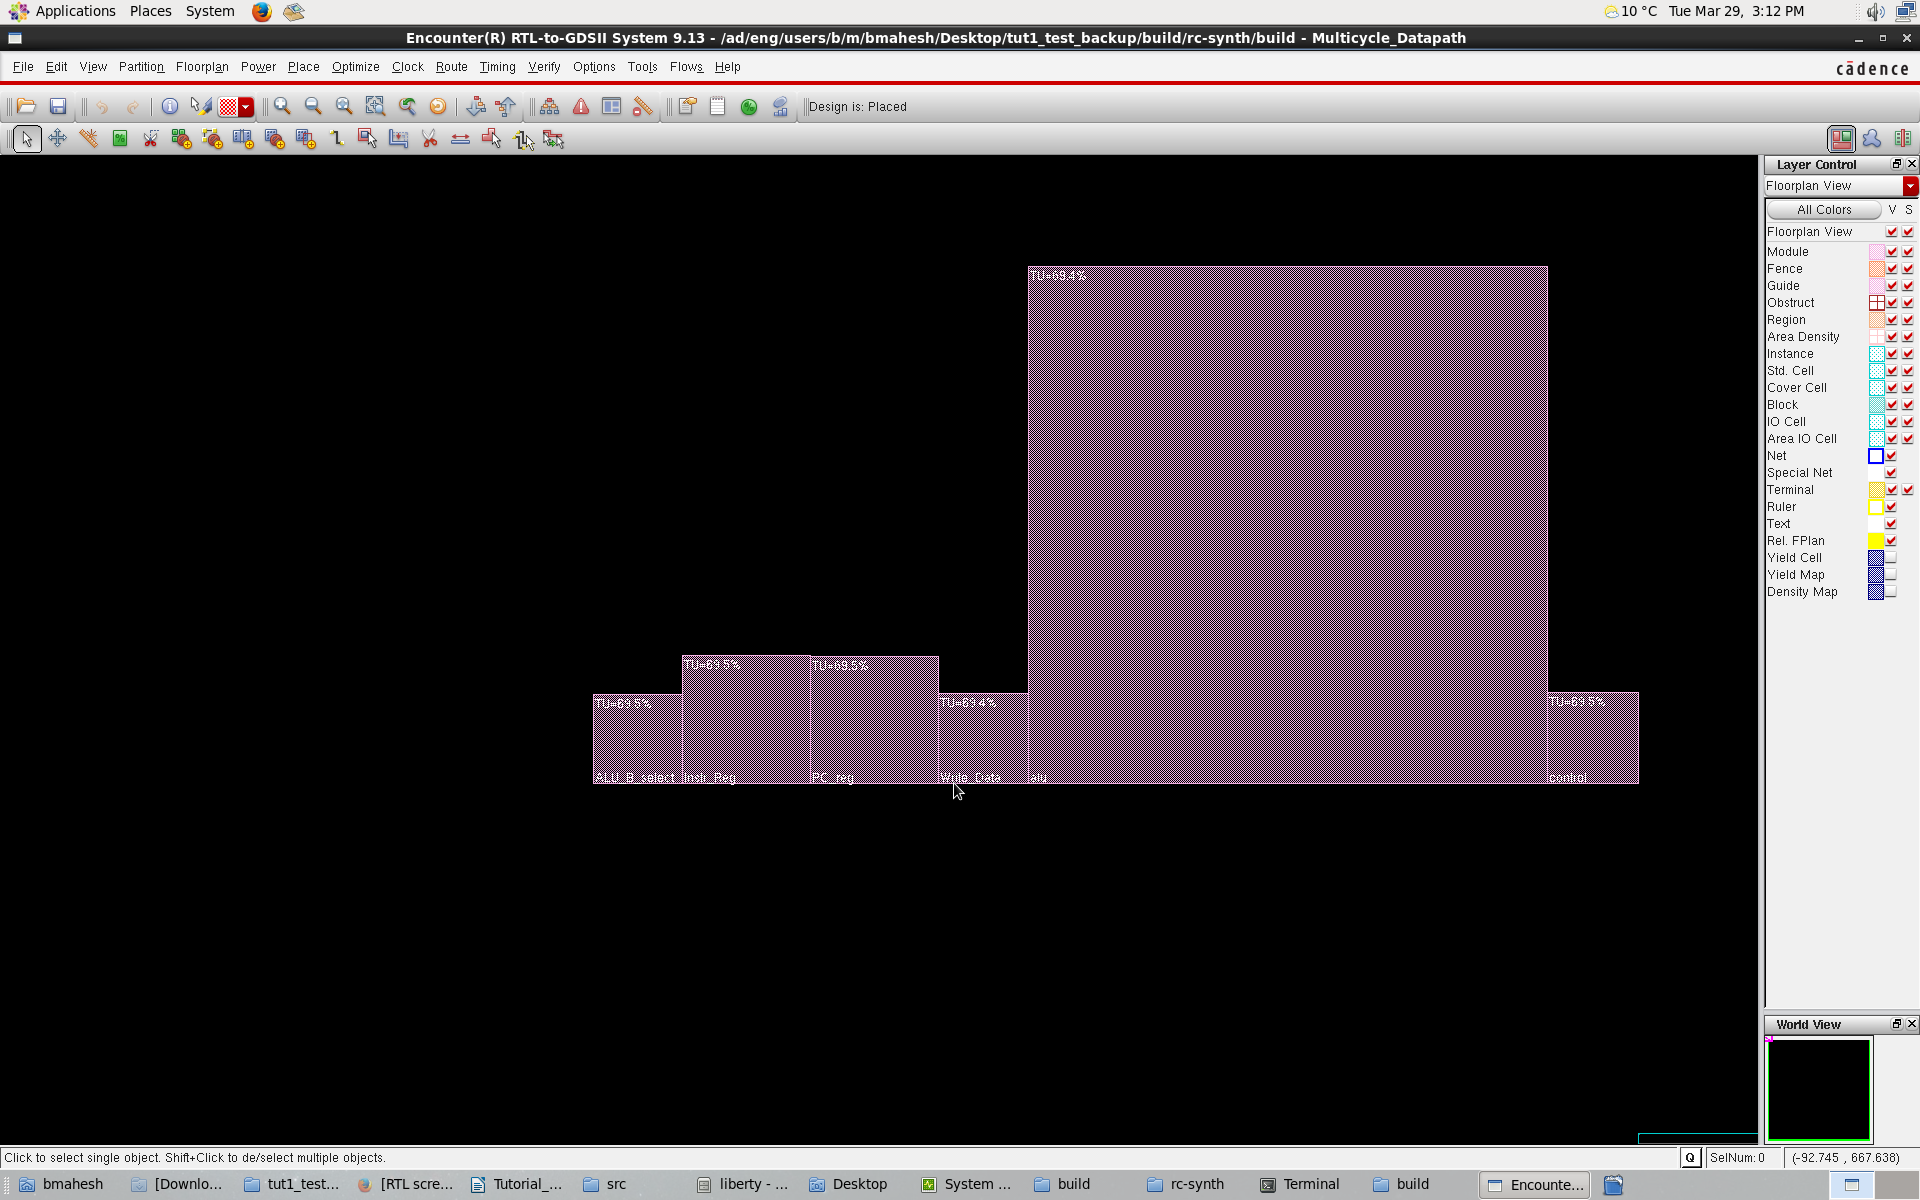 Applications Places System 10 °C Tue Mar 29, 3:12 PM
Encounter(R) RTL-to-GDSII System 9.13 - /ad/eng/users/b/m/bmahesh/Desktop/tut1_test_backup/build/rc-synth/build - Multicycle_Datapath
File Edit View Partition Floorplan Power Place Optimize Clock Route Timing Verify Options Tools Flows Help
cādence
Design is: Placed
Layer Control
Floorplan View
All Colors V S
Floorplan View
Module
Fence
Guide
Obstruct
Region
Area Density
Instance
Std. Cell
Cover Cell
Block
IO Cell
Area IO Cell
Net
Special Net
Terminal
Ruler
Text
Rel. FPlan
Yield Cell
Yield Map
Density Map
TU=69.4%
TU=69.5% TU=69.5%
TU=69.5% TU=69.4% TU=69.5%
ALU_B_select Instr_Reg PC_reg Write_Data alu control
World View
Click to select single object. Shift+Click to de/select multiple objects.
Q SelNum: 0 (-92.745 , 667.638)
bmahesh [Downlo... tut1_test... [RTL scre... Tutorial_... src liberty - ... Desktop System ... build rc-synth Terminal build Encounte...